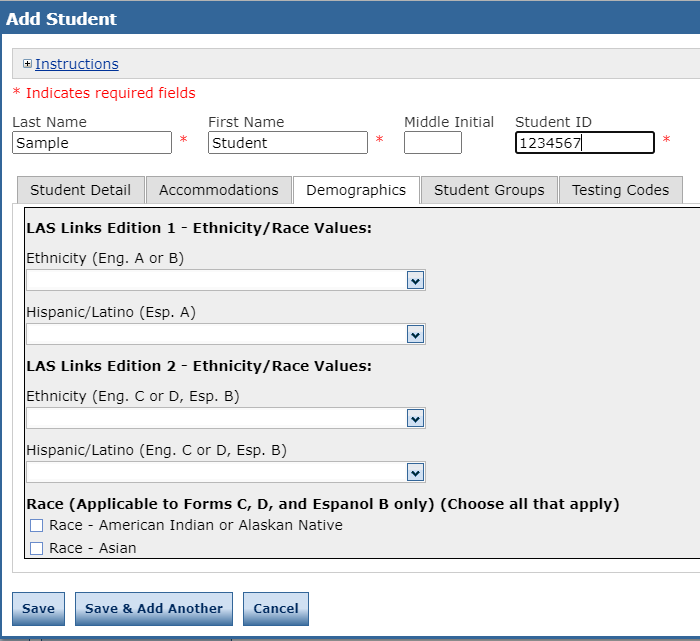 Add Student
Instructions
* Indicates required fields
Last Name First Name Middle Initial Student ID
Sample * Student * 1234567 *
Student Detail Accommodations Demographics Student Groups Testing Codes
LAS Links Edition 1 - Ethnicity/Race Values:
Ethnicity (Eng. A or B)
Hispanic/Latino (Esp. A)
LAS Links Edition 2 - Ethnicity/Race Values:
Ethnicity (Eng. C or D, Esp. B)
Hispanic/Latino (Eng. C or D, Esp. B)
Race (Applicable to Forms C, D, and Espanol B only) (Choose all that apply)
Race - American Indian or Alaskan Native
Race - Asian
Save Save & Add Another Cancel